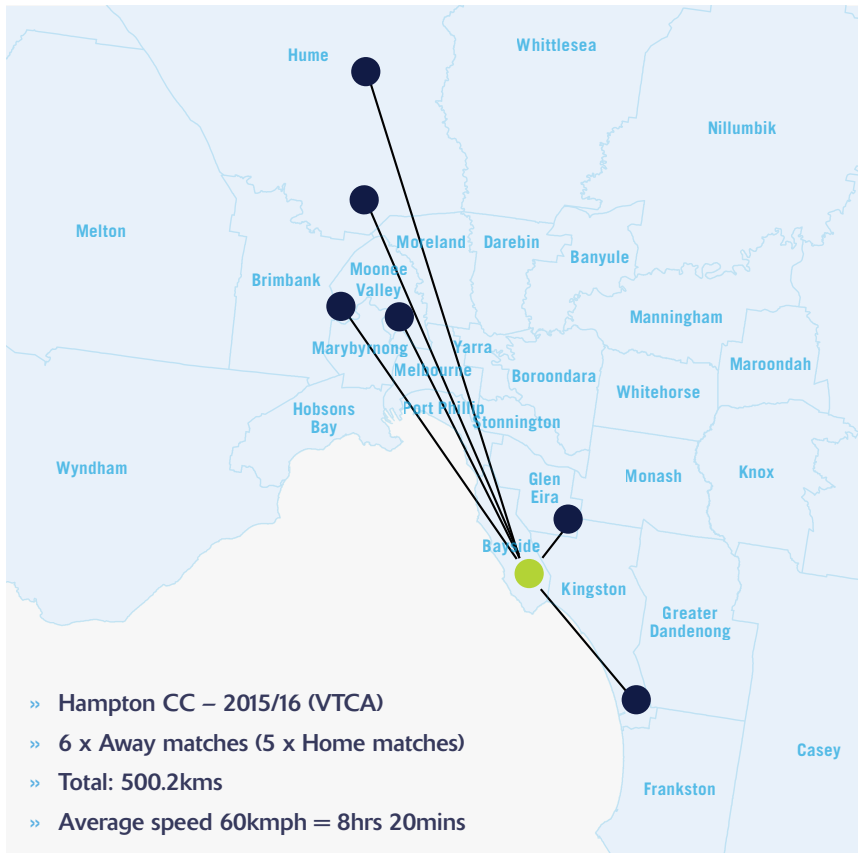 Hume
Whittlesea
Nillumbik
Melton
Moreland
Darebin
Banyule
Brimbank
Moonee
Valley
Manningham
Marybyrnong
Yarra
Melbourne
Boroondara
Maroondah
Whitehorse
Hobsons
Bay
Port Phillip
Stonnington
Wyndham
Glen
Eira
Monash
Knox
Bayside
Kingston
Greater
Dandenong
» Hampton CC – 2015/16 (VTCA)
» 6 x Away matches (5 x Home matches)
» Total: 500.2kms
» Average speed 60kmph = 8hrs 20mins
Casey
Frankston